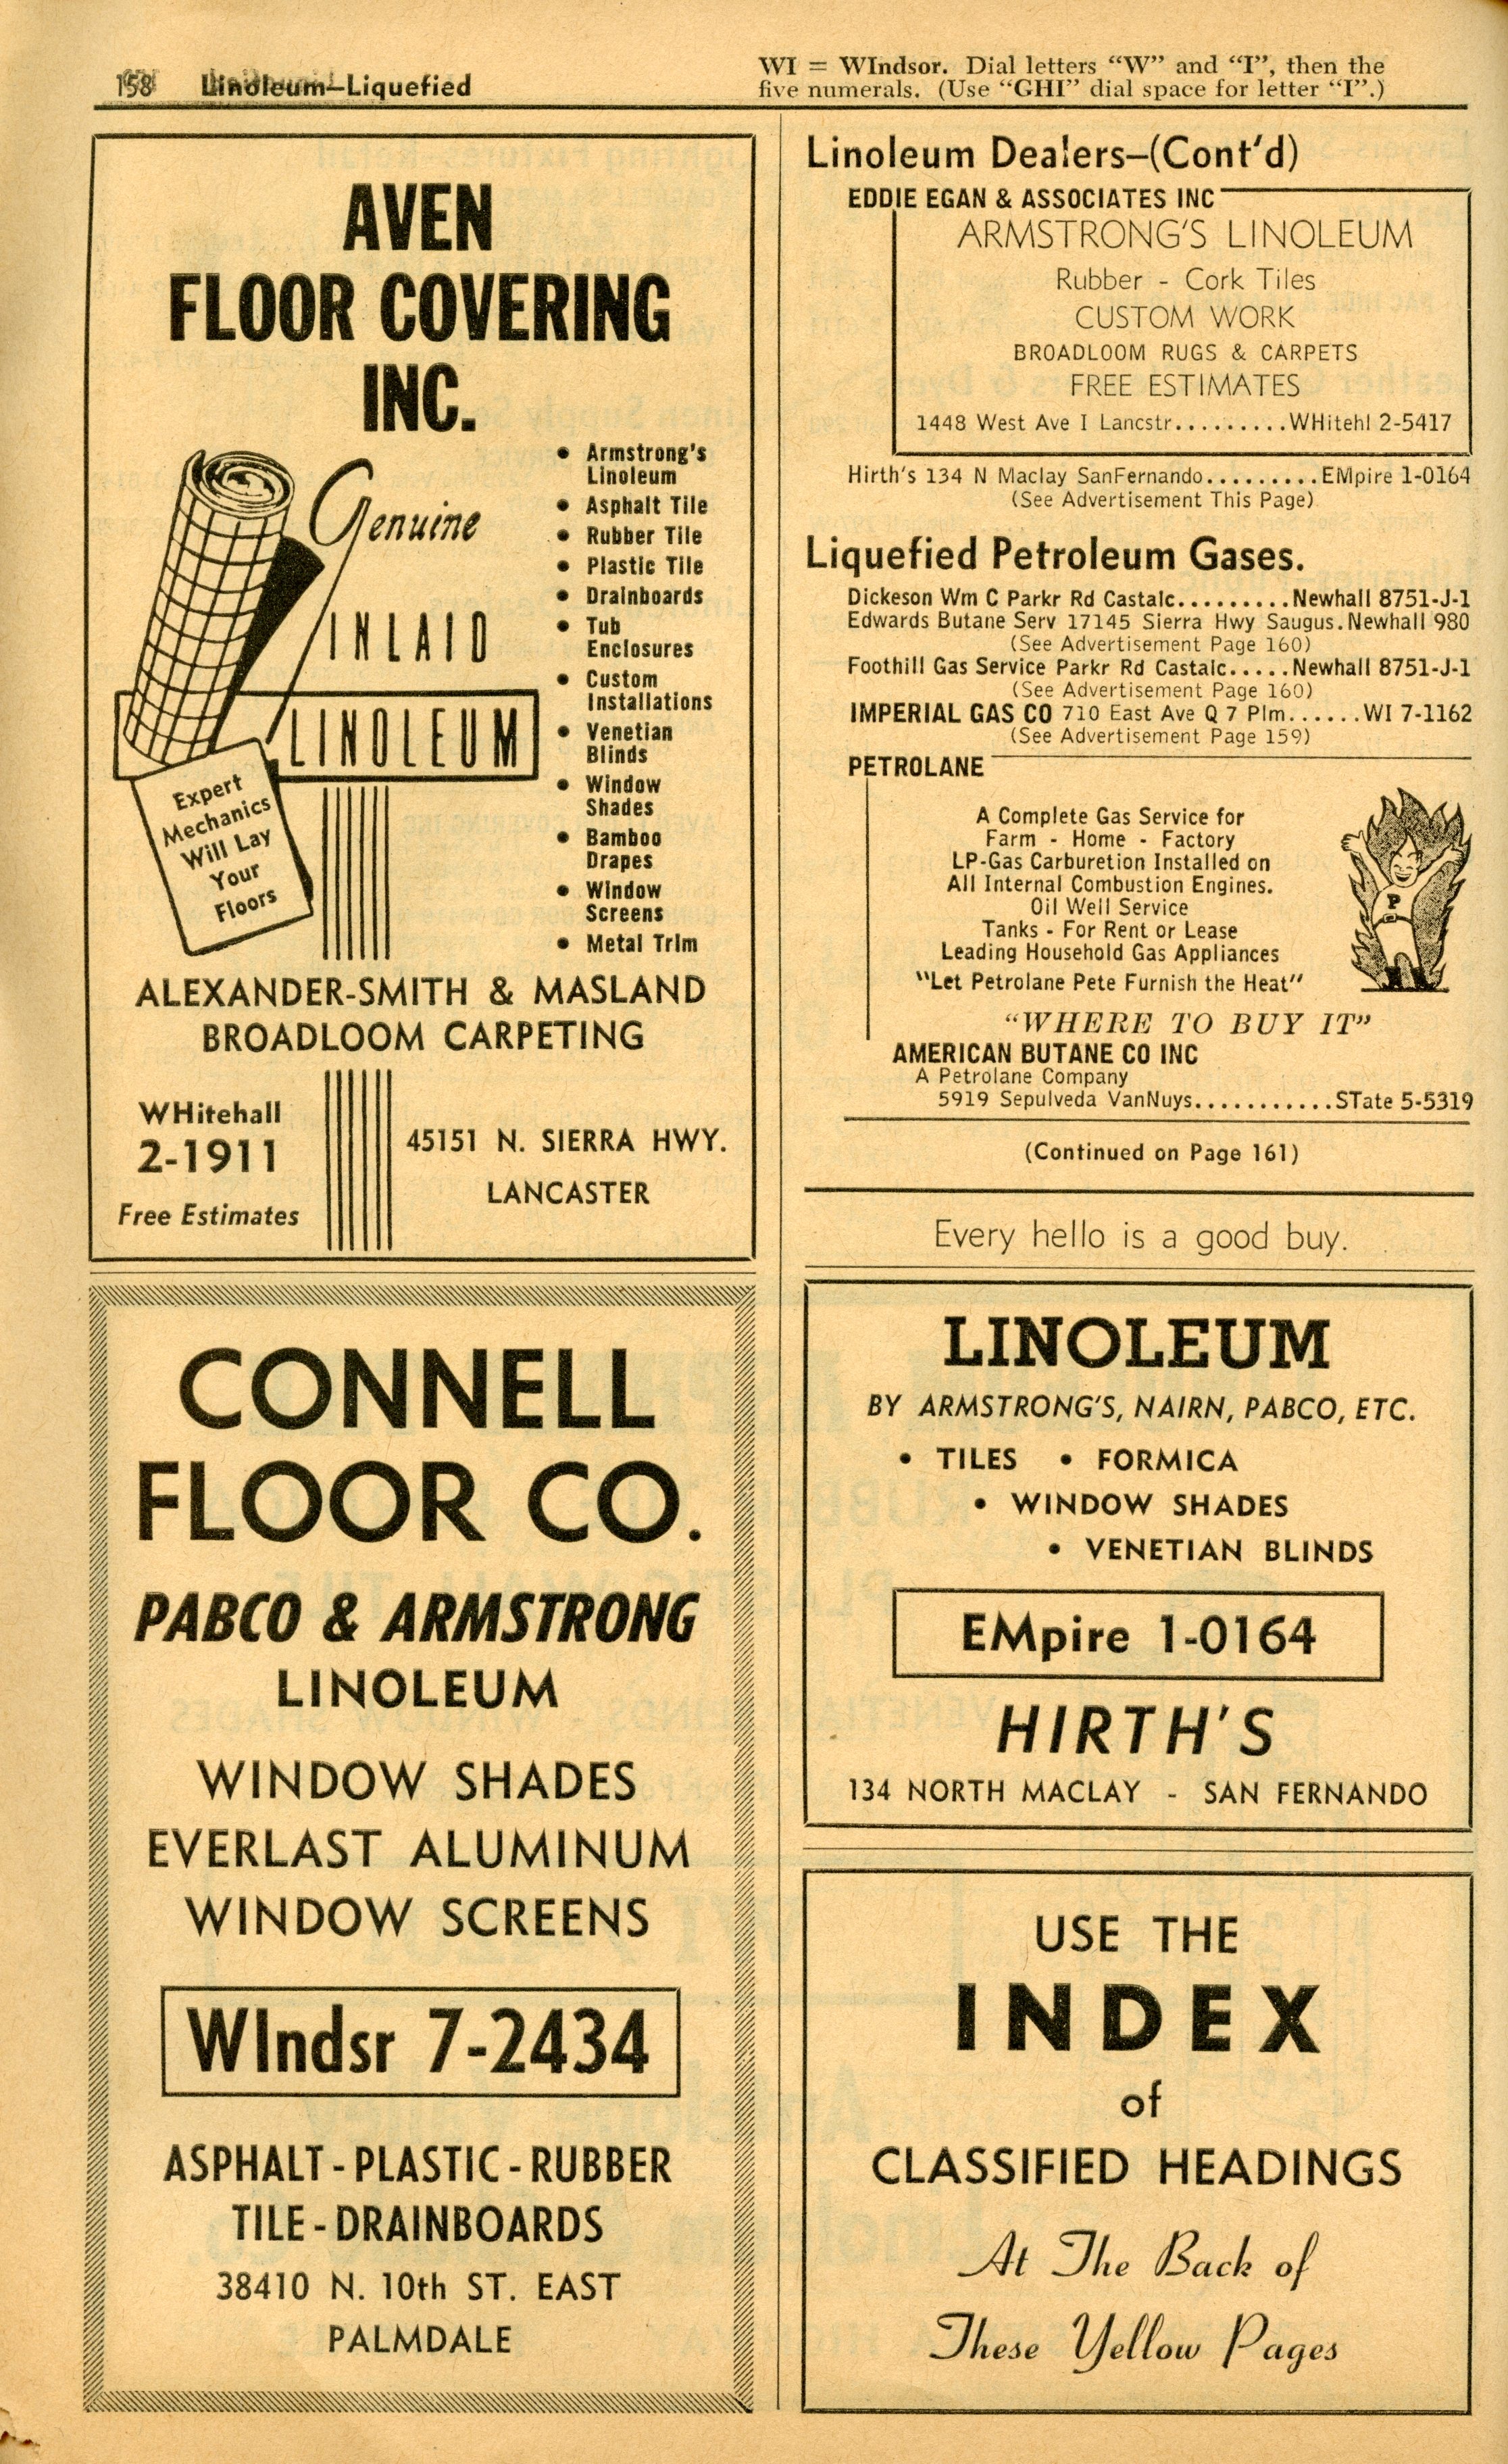 158 Linoleum—Liquefied
WI = WIndsor. Dial letters "W" and "I", then the
five numerals. (Use "GHI" dial space for letter "I".)
AVEN
FLOOR COVERING
INC.
Genuine
INLAID
LINOLEUM
Expert
Mechanics
Will Lay
Your
Floors
• Armstrong's
Linoleum
• Asphalt Tile
• Rubber Tile
• Plastic Tile
• Drainboards
• Tub
Enclosures
• Custom
Installations
• Venetian
Blinds
• Window
Shades
• Bamboo
Drapes
• Window
Screens
• Metal Trim
ALEXANDER-SMITH & MASLAND
BROADLOOM CARPETING
WHitehall
2-1911
Free Estimates
45151 N. SIERRA HWY.
LANCASTER
CONNELL
FLOOR CO.
PABCO & ARMSTRONG
LINOLEUM
WINDOW SHADES
EVERLAST ALUMINUM
WINDOW SCREENS
WIndsr 7-2434
ASPHALT - PLASTIC - RUBBER
TILE - DRAINBOARDS
38410 N. 10th ST. EAST
PALMDALE
Linoleum Dealers—(Cont'd)
EDDIE EGAN & ASSOCIATES INC
ARMSTRONG'S LINOLEUM
Rubber - Cork Tiles
CUSTOM WORK
BROADLOOM RUGS & CARPETS
FREE ESTIMATES
1448 West Ave I Lancstr.........WHitehl 2-5417
Hirth's 134 N Maclay SanFernando.........EMpire 1-0164
(See Advertisement This Page)
Liquefied Petroleum Gases.
Dickeson Wm C Parkr Rd Castaic.........Newhall 8751-J-1
Edwards Butane Serv 17145 Sierra Hwy Saugus.Newhall 980
(See Advertisement Page 160)
Foothill Gas Service Parkr Rd Castaic.....Newhall 8751-J-1
(See Advertisement Page 160)
IMPERIAL GAS CO 710 East Ave Q 7 Plm......WI 7-1162
(See Advertisement Page 159)
PETROLANE
A Complete Gas Service for
Farm - Home - Factory
LP-Gas Carburetion Installed on
All Internal Combustion Engines.
Oil Well Service
Tanks - For Rent or Lease
Leading Household Gas Appliances
"Let Petrolane Pete Furnish the Heat"
P
"WHERE TO BUY IT"
AMERICAN BUTANE CO INC
A Petrolane Company
5919 Sepulveda VanNuys...........STate 5-5319
(Continued on Page 161)
Every hello is a good buy.
LINOLEUM
BY ARMSTRONG'S, NAIRN, PABCO, ETC.
• TILES • FORMICA
• WINDOW SHADES
• VENETIAN BLINDS
EMpire 1-0164
HIRTH'S
134 NORTH MACLAY - SAN FERNANDO
USE THE
INDEX
of
CLASSIFIED HEADINGS
At The Back of
These Yellow Pages